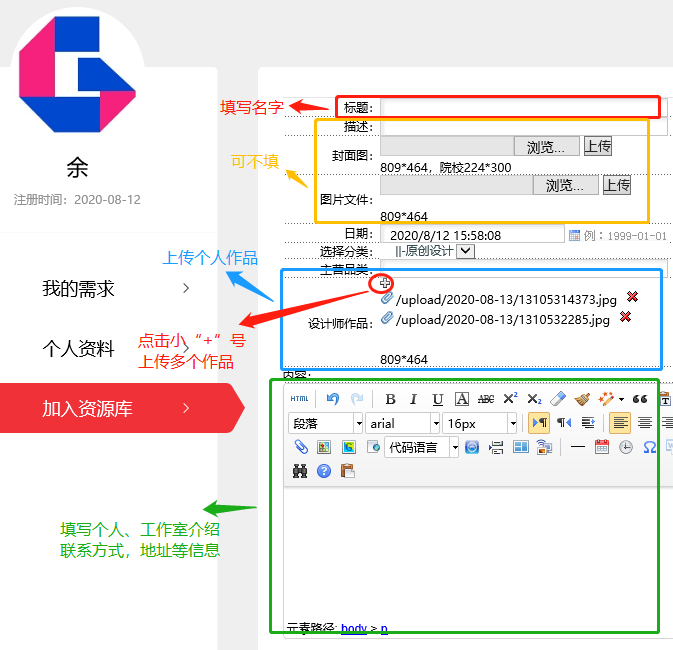 余
注册时间：2020-08-12
我的需求
个人资料
加入资源库
填写名字
标题：
描述：
可不填
封面图：
浏览...
上传
809*464，院校224*300
图片文件：
浏览...
上传
809*464
日期：
2020/8/12 15:58:08
例：1999-01-01
选择分类：
||-原创设计
主营品类：
上传个人作品
点击小“+”号
上传多个作品
设计师作品：
/upload/2020-08-13/1310514373.jpg
/upload/2020-08-13/1310532285.jpg
809*464
内容：
HTML
B I U A ABC X² X₂
段落
arial
16px
代码语言
填写个人、工作室介绍
联系方式，地址等信息
元素路径: body > p